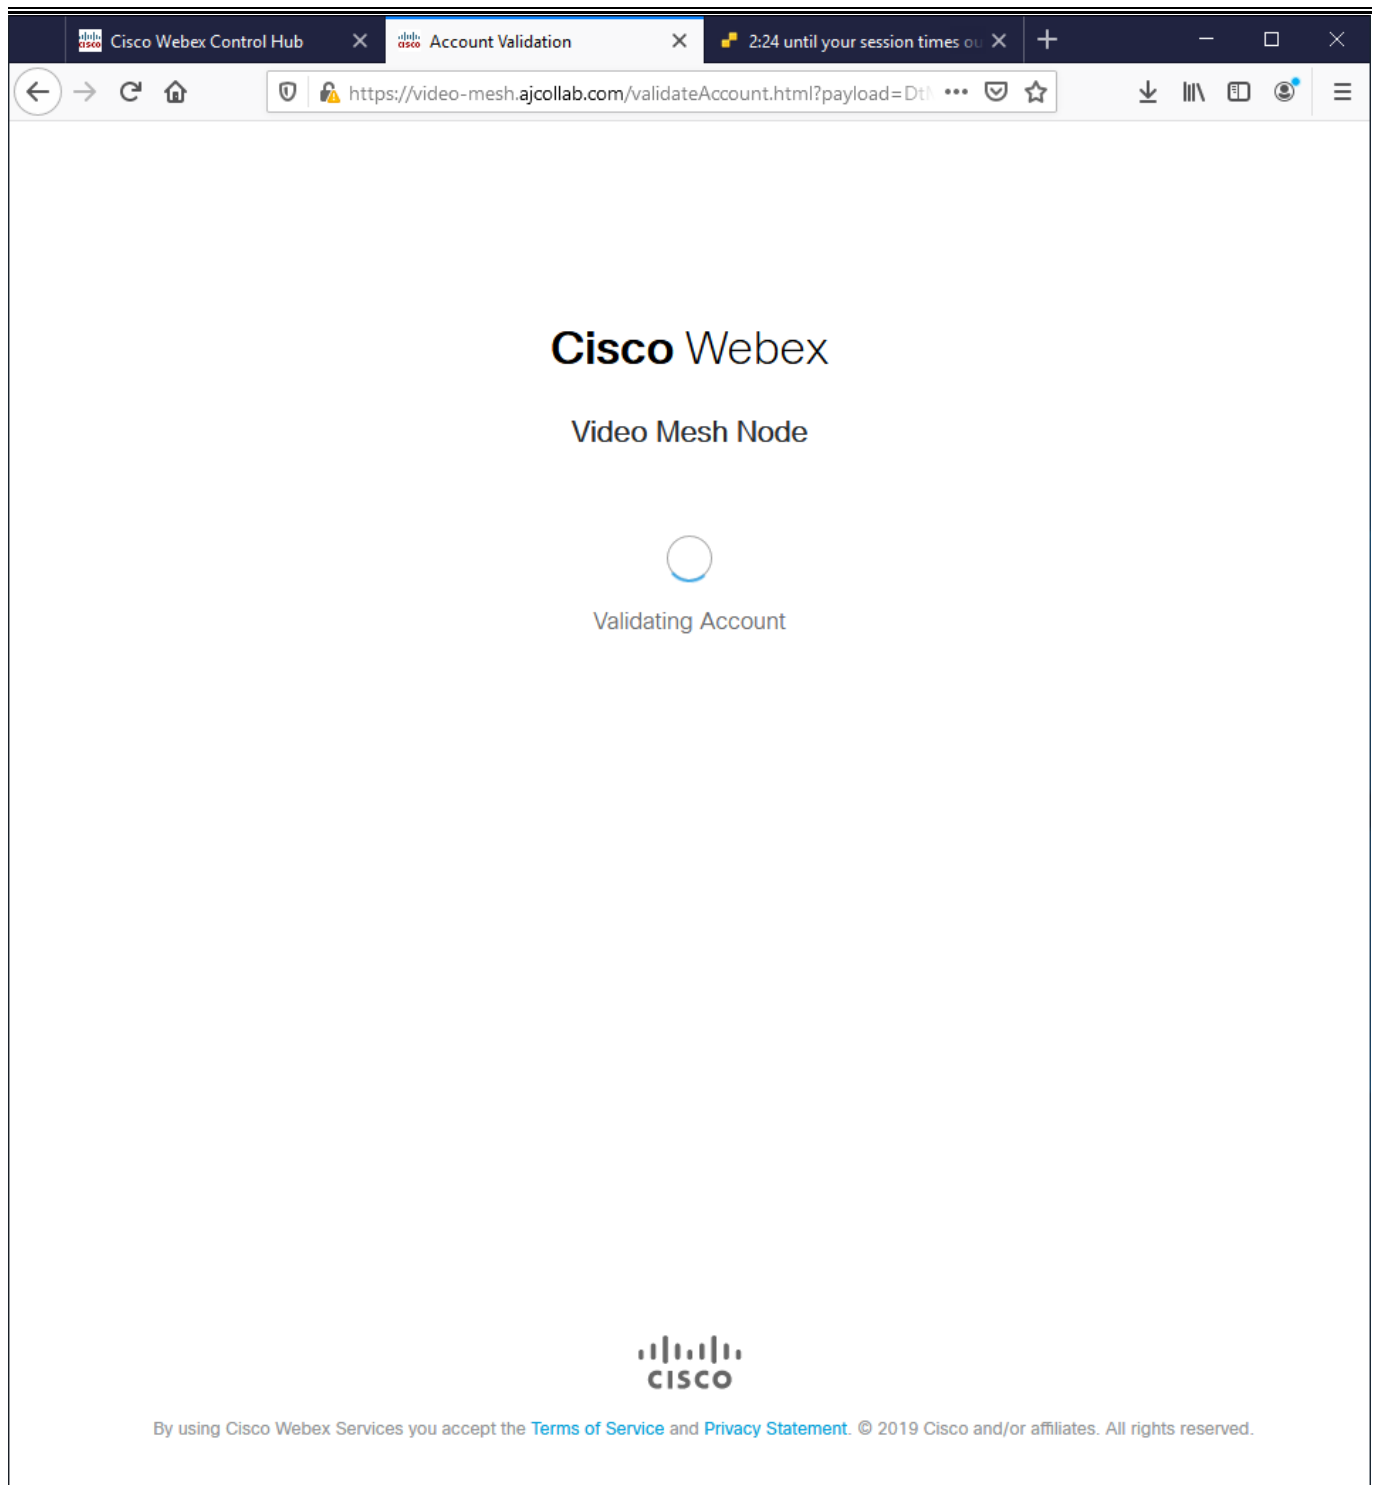 Cisco Webex Control Hub
Account Validation
2:24 until your session times ou
https://video-mesh.ajcollab.com/validateAccount.html?payload=Dt
Cisco Webex
Video Mesh Node
Validating Account
CISCO
By using Cisco Webex Services you accept the Terms of Service and Privacy Statement. © 2019 Cisco and/or affiliates. All rights reserved.